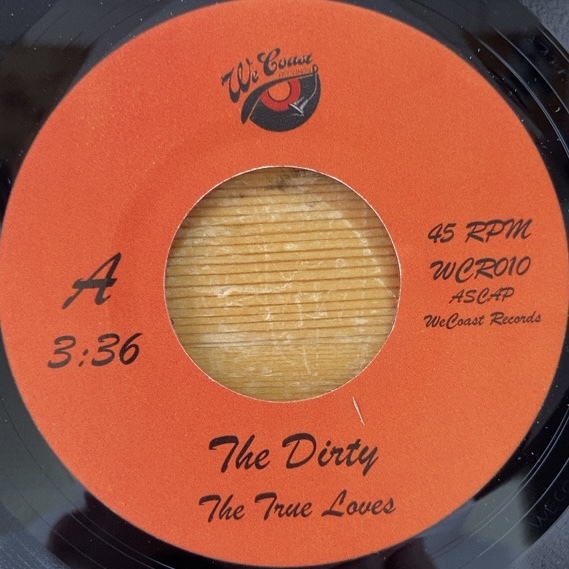 We Coast
A
3:36
45 RPM
WCR010
ASCAP
WeCoast Records
The Dirty
The True Loves